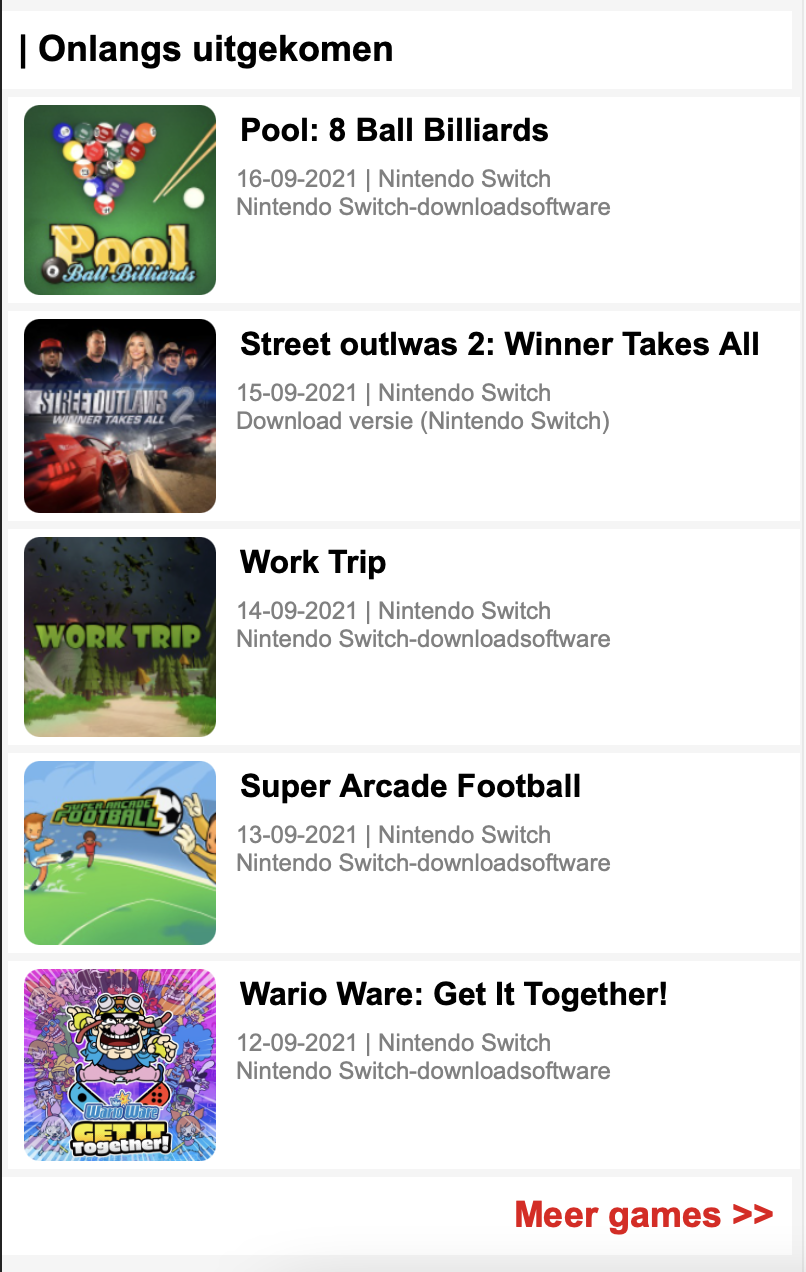 | Onlangs uitgekomen
Pool: 8 Ball Billiards
16-09-2021 | Nintendo Switch
Nintendo Switch-downloadsoftware
Pool
8 Ball Billiards
Street outlwas 2: Winner Takes All
15-09-2021 | Nintendo Switch
Download versie (Nintendo Switch)
STREET OUTLAWS 2
WINNER TAKES ALL
Work Trip
14-09-2021 | Nintendo Switch
Nintendo Switch-downloadsoftware
WORK TRIP
Super Arcade Football
13-09-2021 | Nintendo Switch
Nintendo Switch-downloadsoftware
SUPER ARCADE
FOOTBALL
Wario Ware: Get It Together!
12-09-2021 | Nintendo Switch
Nintendo Switch-downloadsoftware
Wario Ware
GET IT
Together!
Meer games >>